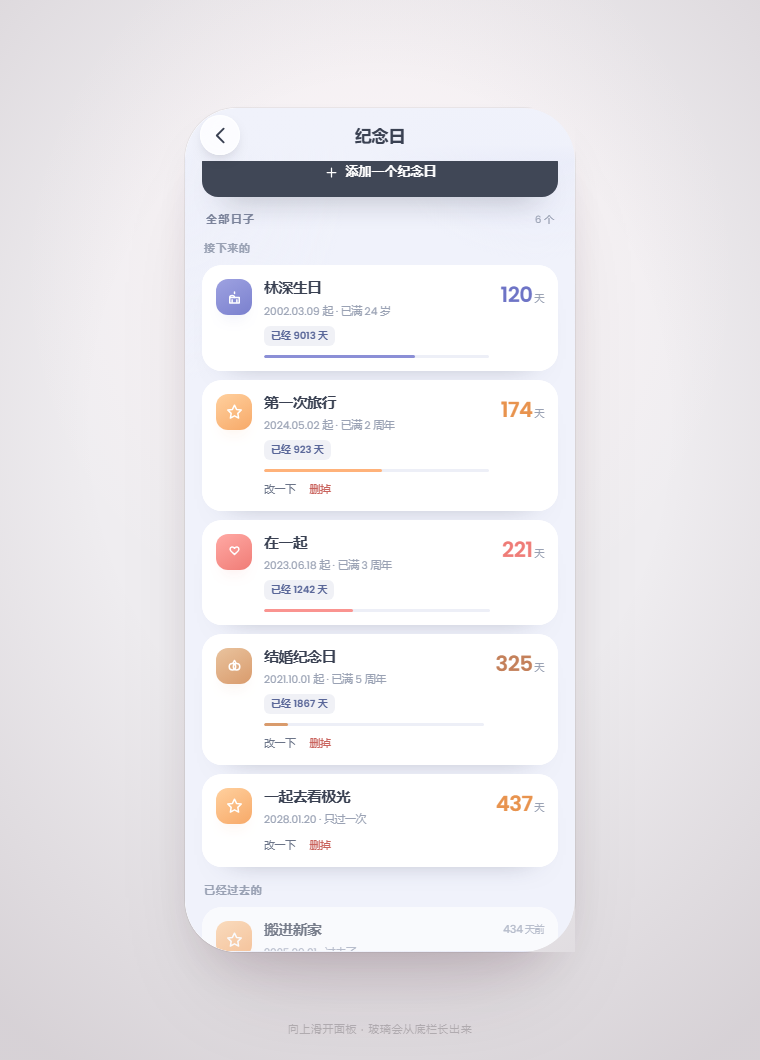 纪念日
+ 添加一个纪念日
全部日子
6 个
接下来的
林深生日
120天
2002.03.09 起 · 已满 24 岁
已经 9013 天
第一次旅行
174天
2024.05.02 起 · 已满 2 周年
已经 923 天
改一下 删掉
在一起
221天
2023.06.18 起 · 已满 3 周年
已经 1242 天
结婚纪念日
325天
2021.10.01 起 · 已满 5 周年
已经 1867 天
改一下 删掉
一起去看极光
437天
2028.01.20 · 只过一次
改一下 删掉
已经过去的
搬进新家
434 天前
向上滑开面板 · 玻璃会从底栏长出来